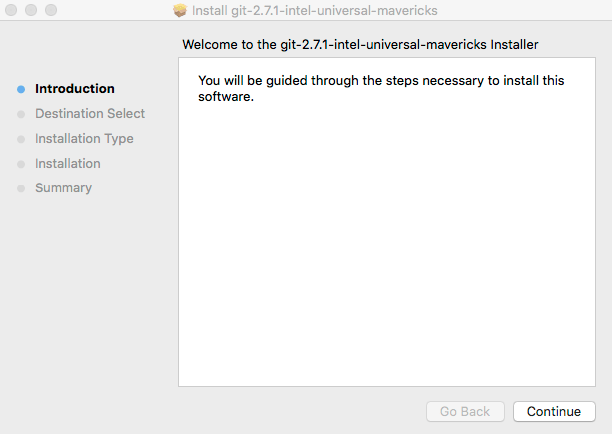 Install git-2.7.1-intel-universal-mavericks
Welcome to the git-2.7.1-intel-universal-mavericks Installer
Introduction
Destination Select
Installation Type
Installation
Summary
You will be guided through the steps necessary to install this
software.
Go Back
Continue